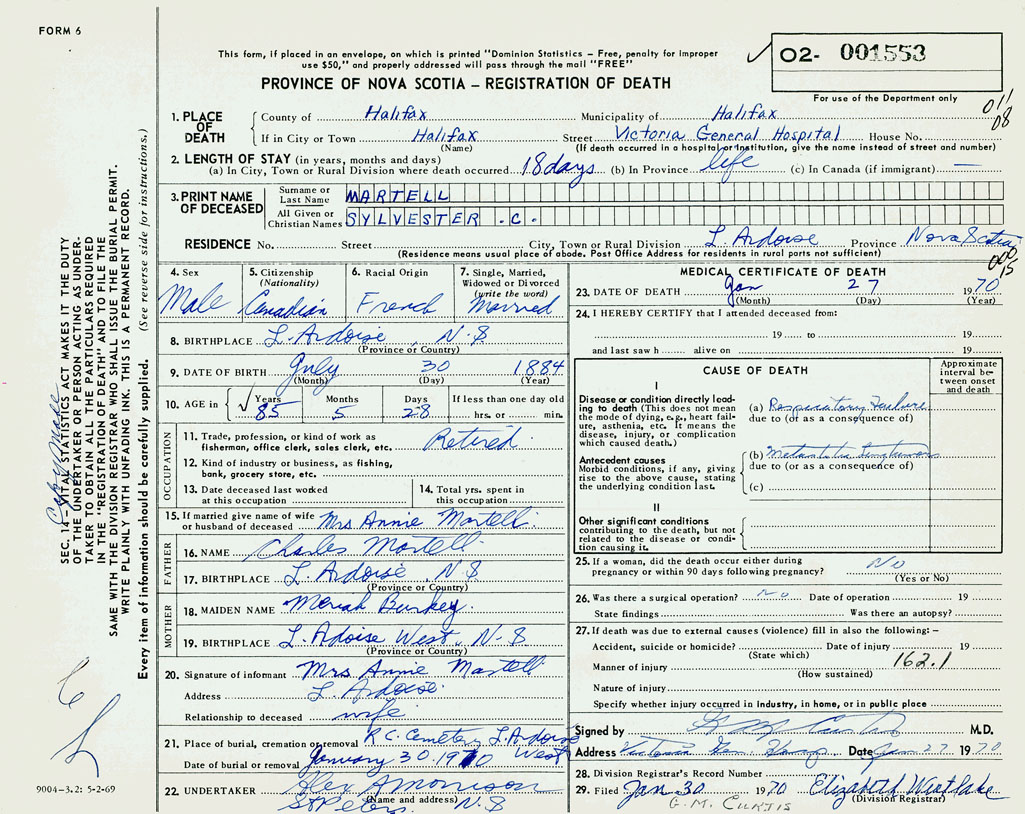 FORM 6
This form, if placed in an envelope, on which is printed "Dominion Statistics – Free, penalty for improper
use $50," and properly addressed will pass through the mail "FREE"
PROVINCE OF NOVA SCOTIA – REGISTRATION OF DEATH
02- 001553
For use of the Department only
011
08
1. PLACE OF DEATH
County of Halifax Municipality of Halifax
If in City or Town Halifax Street Victoria General Hospital House No.
(Name) (If death occurred in a hospital or institution, give the name instead of street and number)
2. LENGTH OF STAY (in years, months and days)
(a) In City, Town or Rural Division where death occurred 18 days (b) In Province life (c) In Canada (if immigrant) —
3. PRINT NAME OF DECEASED
Surname or Last Name MARTELL
All Given or Christian Names SYLVESTER .C.
RESIDENCE No. Street City, Town or Rural Division L. Ardoise Province Nova Scotia
(Residence means usual place of abode. Post Office Address for residents in rural parts not sufficient)
000
15
4. Sex Male
5. Citizenship (Nationality) Canadian
6. Racial Origin French
7. Single, Married, Widowed or Divorced (write the word) Married
8. BIRTHPLACE L. Ardoise, N.S
(Province or Country)
9. DATE OF BIRTH July 30 1884
(Month) (Day) (Year)
10. AGE in Years 85 Months 5 Days 28 If less than one day old hrs. or min.
OCCUPATION
11. Trade, profession, or kind of work as
fisherman, office clerk, sales clerk, etc. Retired
12. Kind of industry or business, as fishing,
bank, grocery store, etc.
13. Date deceased last worked
at this occupation
14. Total yrs. spent in
this occupation
15. If married give name of wife
or husband of deceased Mrs Annie Martell
FATHER
16. NAME Charles Martell
17. BIRTHPLACE L. Ardoise, N.S
(Province or Country)
MOTHER
18. MAIDEN NAME Moriah Burkey
19. BIRTHPLACE L. Adoise West, N-S
(Province or Country)
20. Signature of informant Mrs Annie Martell
Address L. Ardoise
Relationship to deceased wife
21. Place of burial, cremation or removal R C. Cemetery L. Ardoise West
Date of burial or removal January 30 1970
22. UNDERTAKER Alex A Morrison
(Name and address) St Peters N.S
MEDICAL CERTIFICATE OF DEATH
23. DATE OF DEATH Jan 27 1970
(Month) (Day) (Year)
24. I HEREBY CERTIFY that I attended deceased from:
19 to 19
and last saw h alive on 19
CAUSE OF DEATH
Approximate interval between onset and death
I
Disease or condition directly lead-
ing to death (This does not mean
the mode of dying, e.g., heart fail-
ure, asthenia, etc. It means the
disease, injury, or complication
which caused death.)
(a) Respiratory Failure
due to (or as a consequence of)
Antecedent causes
Morbid conditions, if any, giving
rise to the above cause, stating
the underlying condition last.
(b)
due to (or as a consequence of)
(c)
II
Other significant conditions
contributing to the death, but not
related to the disease or condi-
tion causing it.
25. If a woman, did the death occur either during
pregnancy or within 90 days following pregnancy? No
(Yes or No)
26. Was there a surgical operation? No Date of operation 19
State findings Was there an autopsy?
27. If death was due to external causes (violence) fill in also the following: –
Accident, suicide or homicide? Date of injury 19
(State which)
162.1
Manner of injury
(How sustained)
Nature of injury
Specify whether injury occurred in industry, in home, or in public place
Signed by M.D.
Address Date Jan 27 1970
28. Division Registrar's Record Number
29. Filed Jan 30 1970 Elizabeth Westlake
(Division Registrar)
G.M. CURTIS
SEC. 14 – VITAL STATISTICS ACT MAKES IT THE DUTY
OF THE UNDERTAKER OR PERSON ACTING AS UNDER-
TAKER TO OBTAIN ALL THE PARTICULARS REQUIRED
IN THE "REGISTRATION OF DEATH" AND TO FILE THE
SAME WITH THE DIVISION REGISTRAR WHO SHALL ISSUE THE BURIAL PERMIT.
WRITE PLAINLY WITH UNFADING INK. THIS IS A PERMANENT RECORD.
Every item of information should be carefully supplied. (See reverse side for instructions.)
Copy Made
9004-3.2: 5-2-69